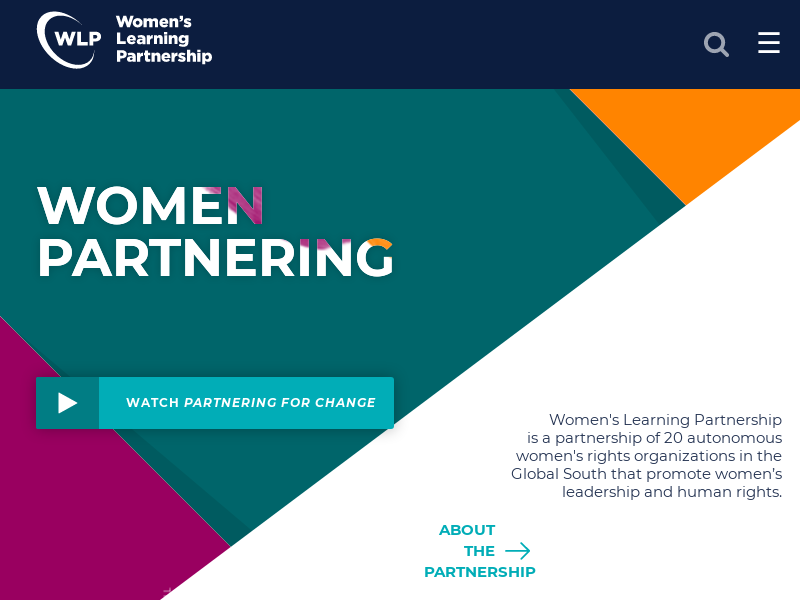 WLP
Women's
Learning
Partnership
WOMEN
PARTNERING
WATCH PARTNERING FOR CHANGE
Women's Learning Partnership
is a partnership of 20 autonomous
women's rights organizations in the
Global South that promote women’s
leadership and human rights.
ABOUT
THE
PARTNERSHIP